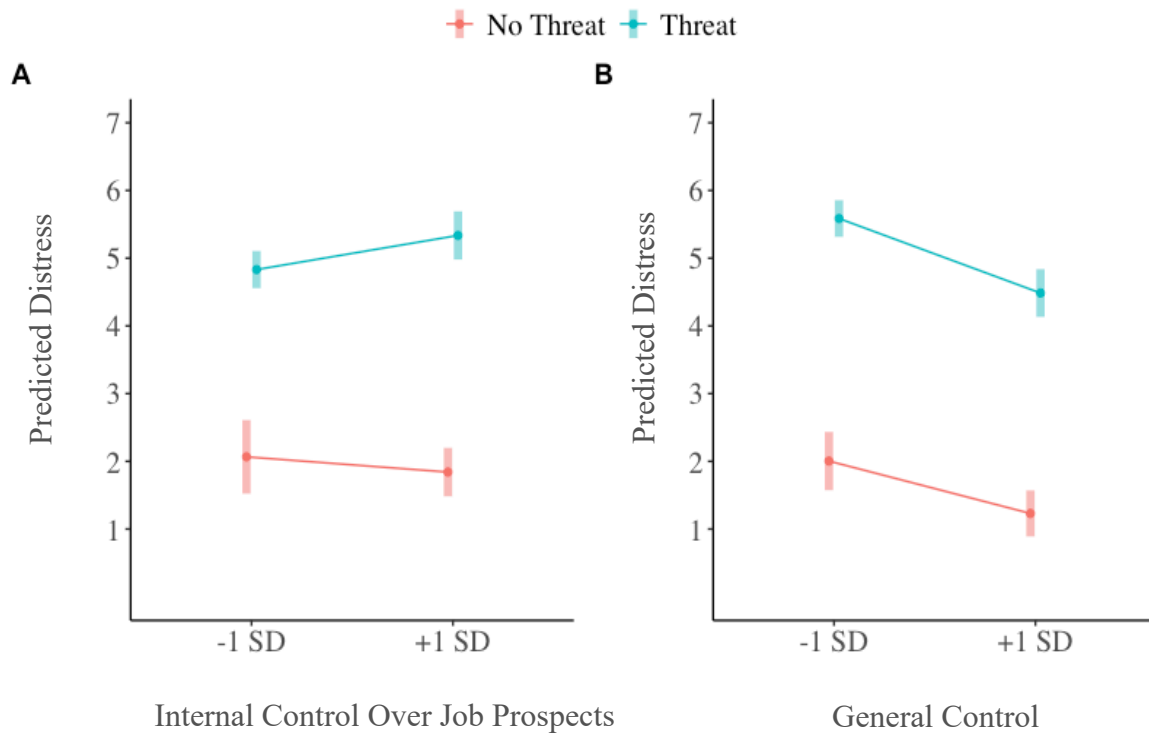 No Threat Threat
A
B
7
6
5
4
3
2
1
Predicted Distress
-1 SD +1 SD
Internal Control Over Job Prospects
7
6
5
4
3
2
1
Predicted Distress
-1 SD +1 SD
General Control